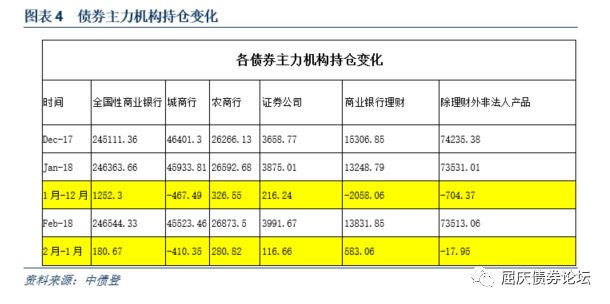 图表 4 债券主力机构持仓变化
各债券主力机构持仓变化
时间 全国性商业银行 城商行 农商行 证券公司 商业银行理财 除理财外非法人产品
Dec-17 245111.36 46401.3 26266.13 3658.77 15306.85 74235.38
Jan-18 246363.66 45933.81 26592.68 3875.01 13248.79 73531.01
1月-12月 1252.3 -467.49 326.55 216.24 -2058.06 -704.37
Feb-18 246544.33 45523.46 26873.5 3991.67 13831.85 73513.06
2月-1月 180.67 -410.35 280.82 116.66 583.06 -17.95
资料来源：中债登
屈庆债券论坛